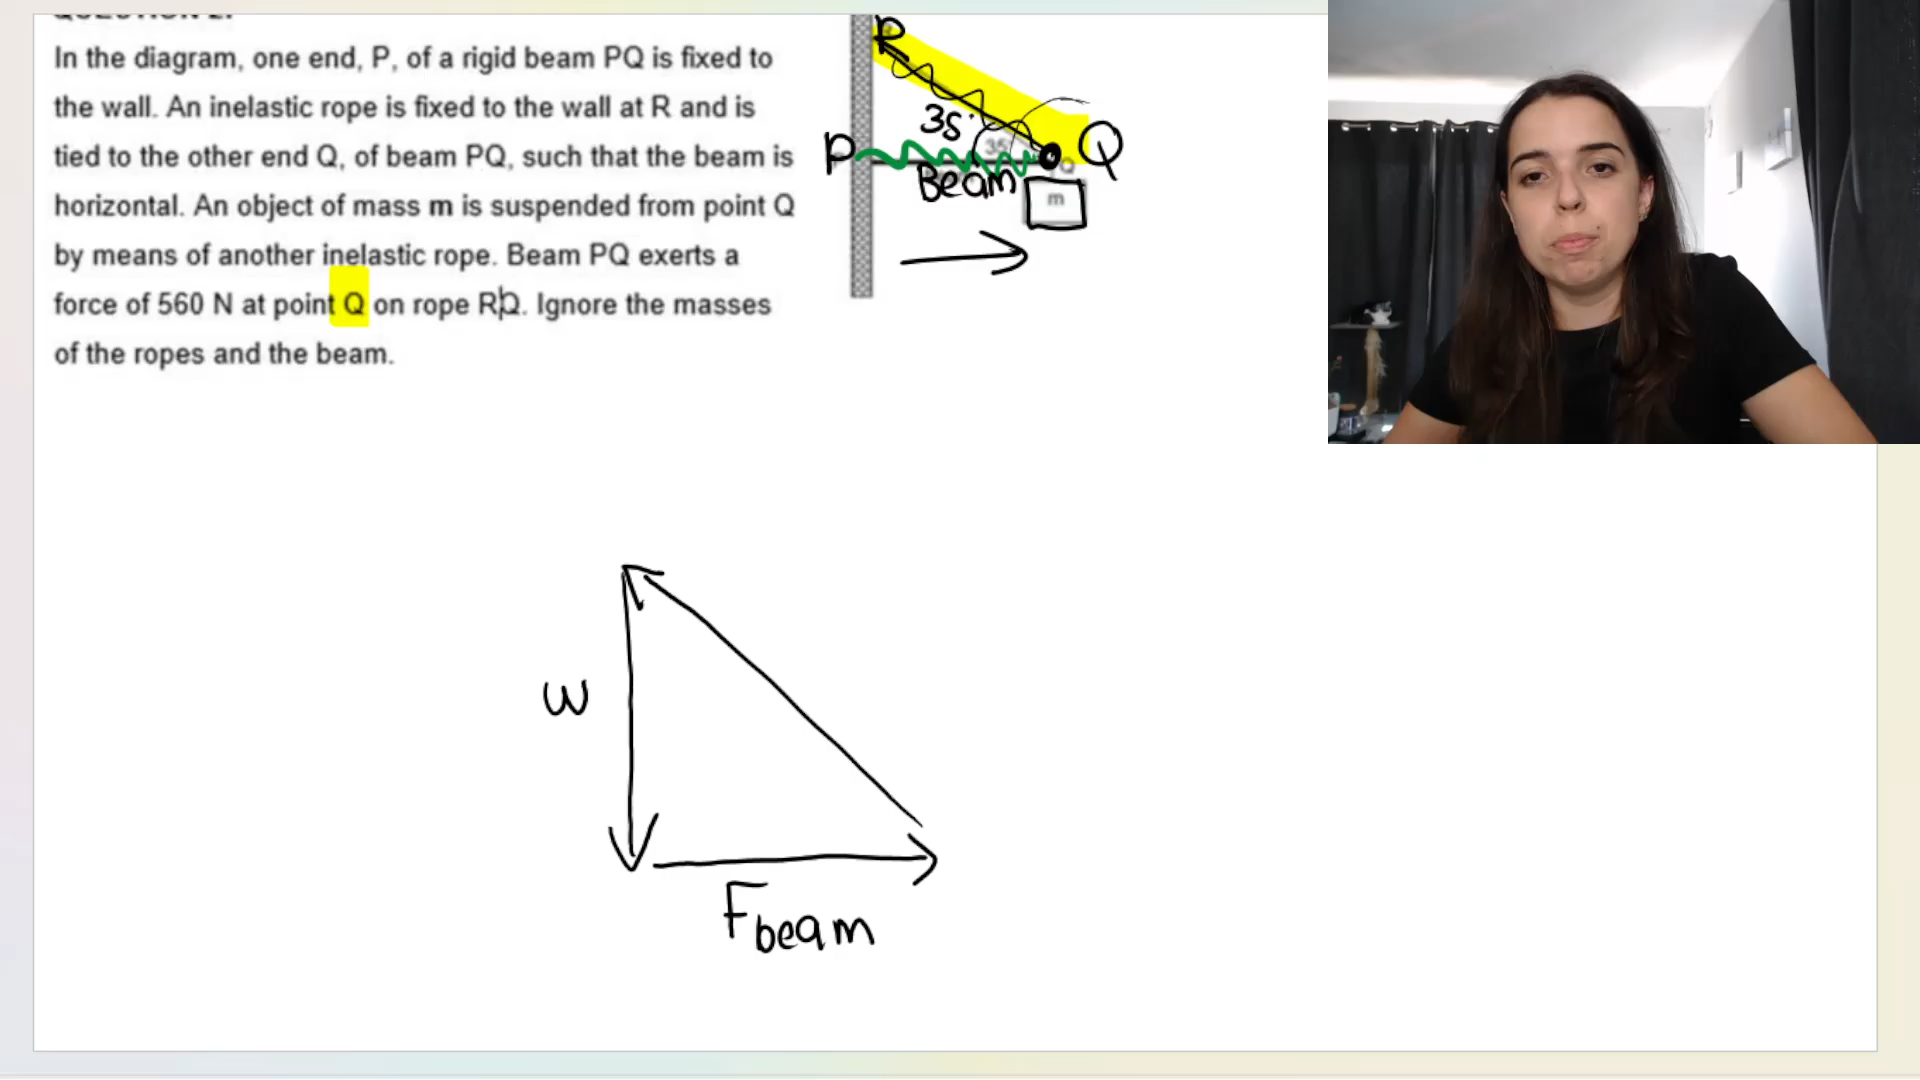 In the diagram, one end, P, of a rigid beam PQ is fixed to
the wall. An inelastic rope is fixed to the wall at R and is
tied to the other end Q, of beam PQ, such that the beam is
horizontal. An object of mass m is suspended from point Q
by means of another inelastic rope. Beam PQ exerts a
force of 560 N at point Q on rope RQ. Ignore the masses
of the ropes and the beam.
R
35°
P
35°
Q
Q
Beam
m
w
Fbeam